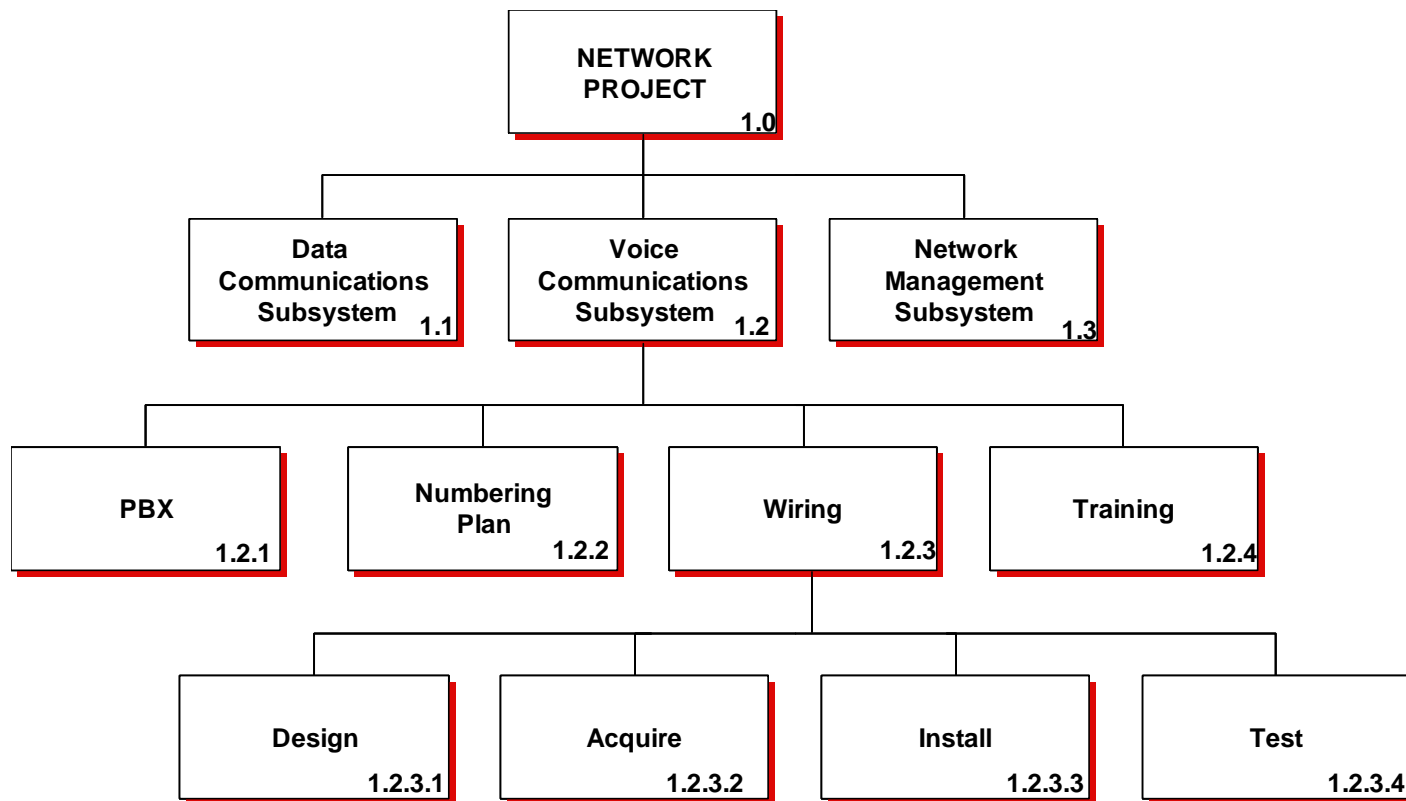 NETWORK
PROJECT
1.0
Data
Communications
Subsystem
1.1
Voice
Communications
Subsystem
1.2
Network
Management
Subsystem
1.3
PBX
1.2.1
Numbering
Plan
1.2.2
Wiring
1.2.3
Training
1.2.4
Design
1.2.3.1
Acquire
1.2.3.2
Install
1.2.3.3
Test
1.2.3.4